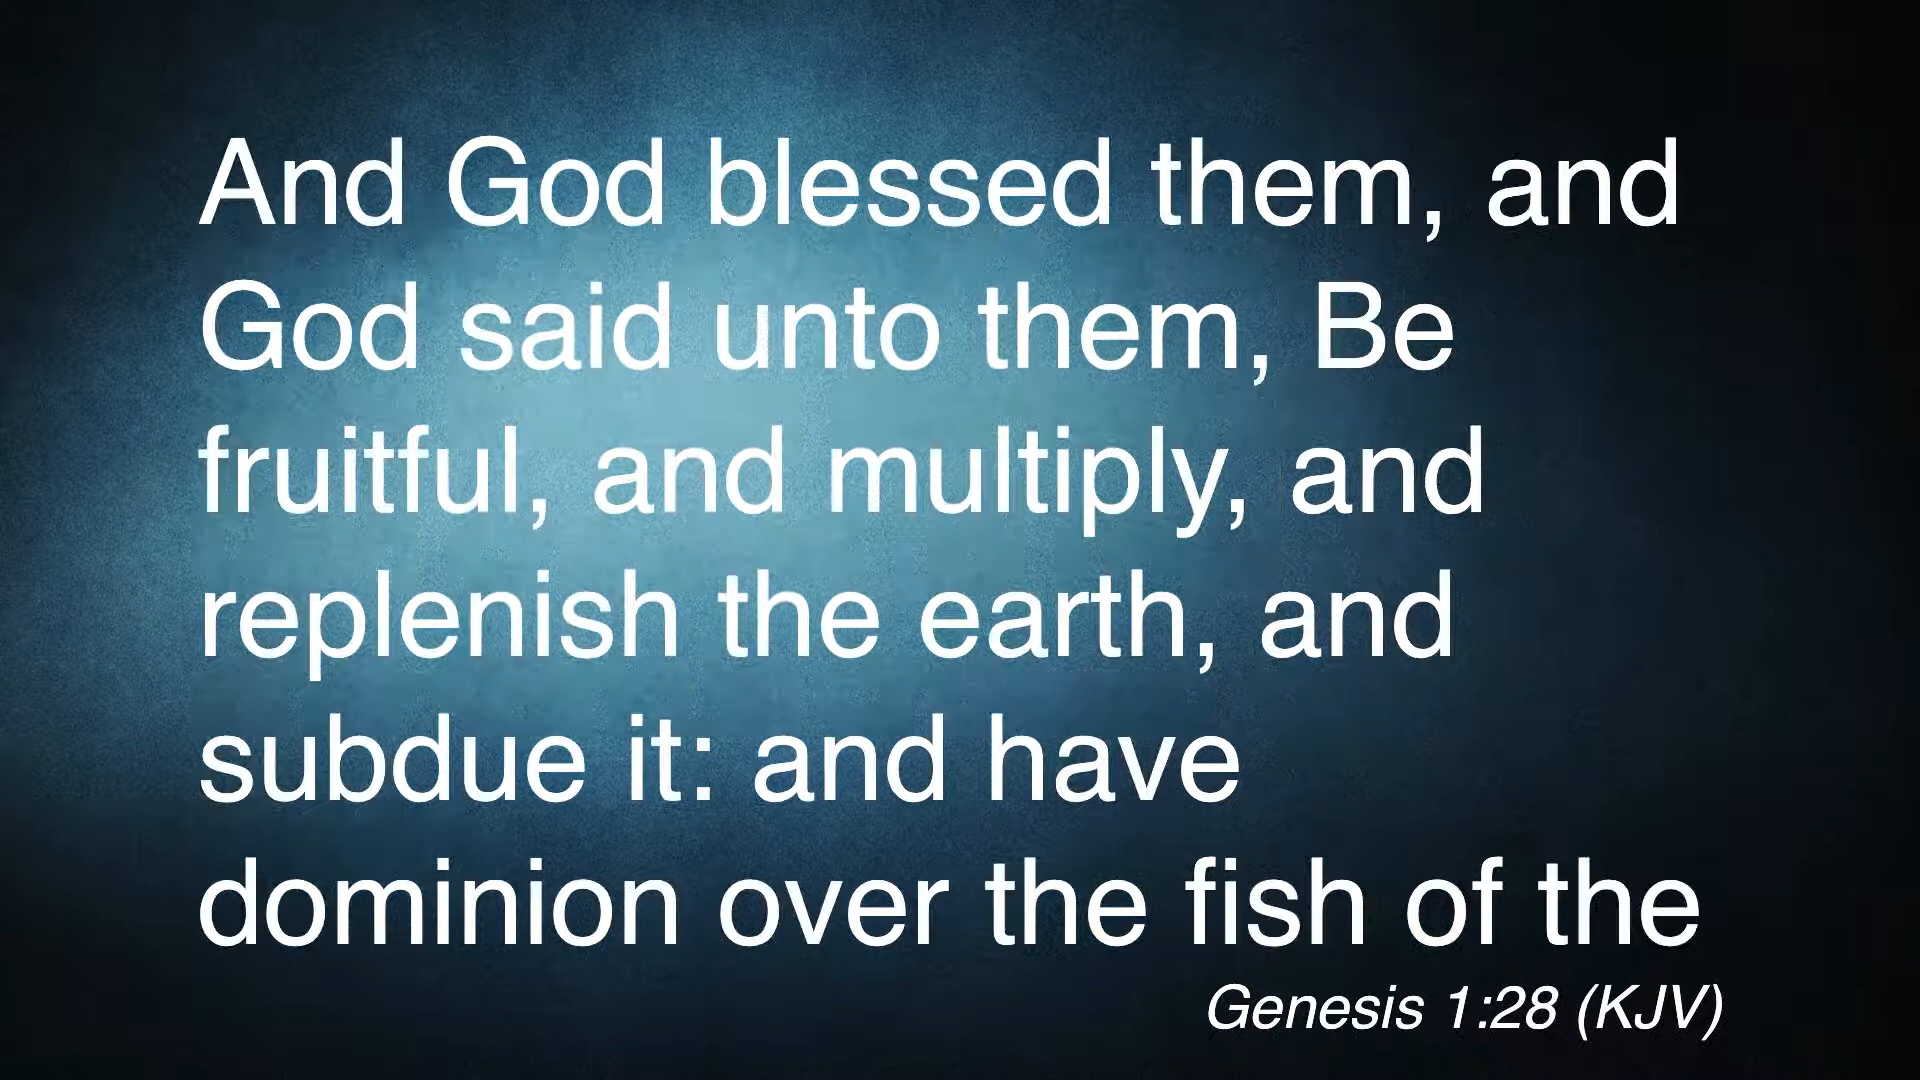 And God blessed them, and
God said unto them, Be
fruitful, and multiply, and
replenish the earth, and
subdue it: and have
dominion over the fish of the
Genesis 1:28 (KJV)